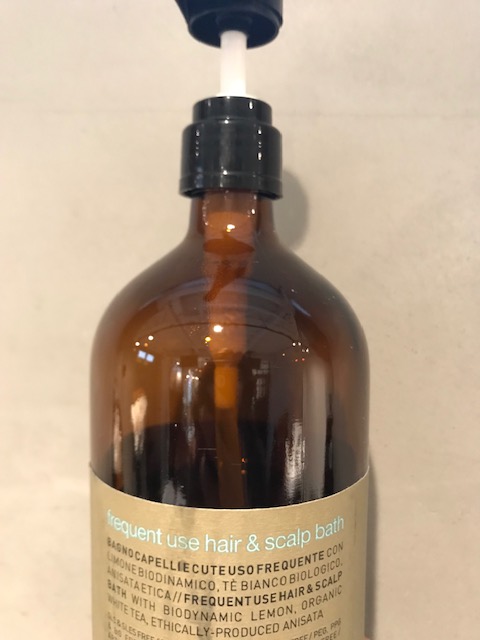 frequent use hair & scalp bath
BAGNO CAPELLI E CUTE USO FREQUENTE CON
LIMONE BIODINAMICO, TÈ BIANCO BIOLOGICO,
ANISATA ETICA // FREQUENT USE HAIR & SCALP
BATH WITH BIODYNAMIC LEMON, ORGANIC
WHITE TEA, ETHICALLY-PRODUCED ANISATA